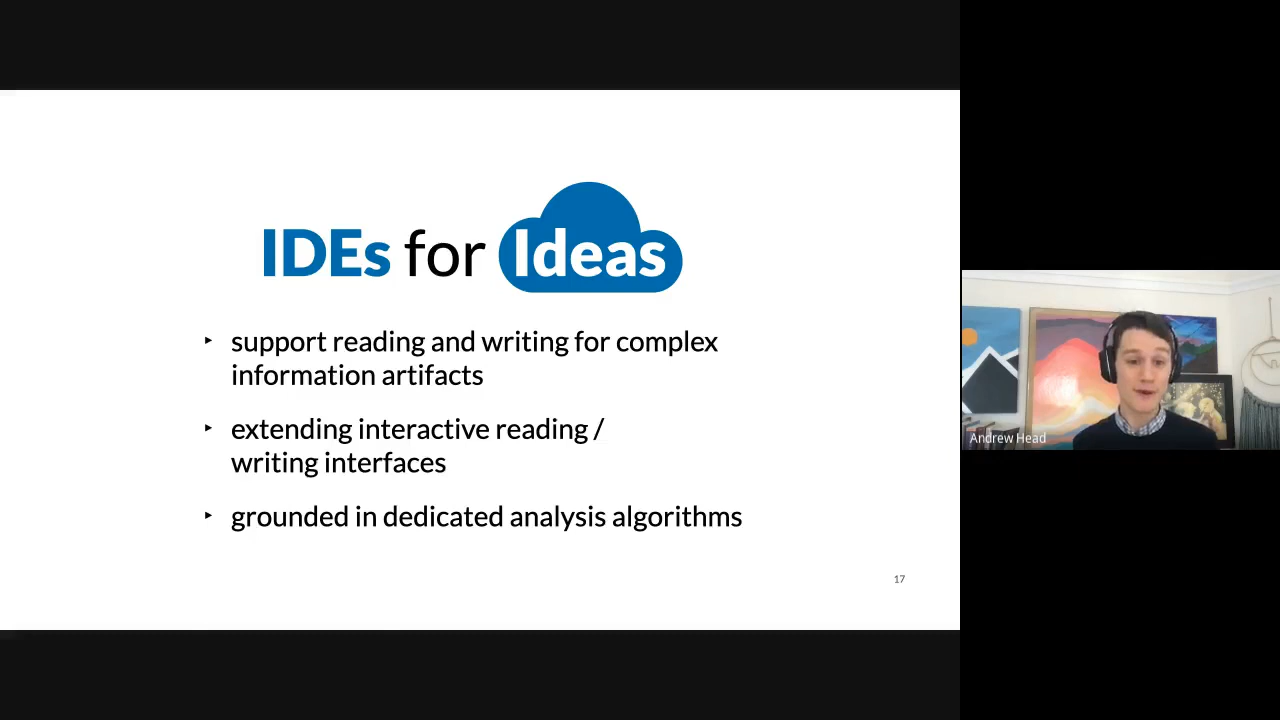 IDEs for Ideas
‣ support reading and writing for complex
information artifacts
‣ extending interactive reading /
writing interfaces
‣ grounded in dedicated analysis algorithms
17
Andrew Head